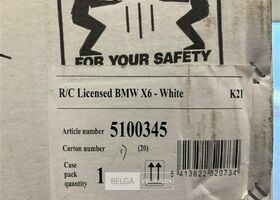 FOR YOUR SAFETY
R/C Licensed BMW X6 - White K21
Article number 5100345
Carton number (20)
Case
pack 1
quantity
5 413822 520734
BELGA